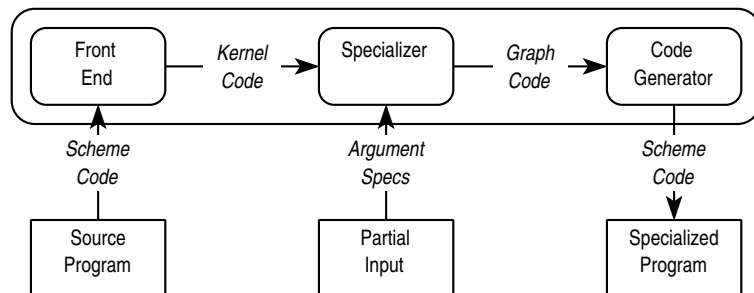 Front
End
Kernel
Code
Specializer
Graph
Code
Code
Generator
Scheme
Code
Argument
Specs
Scheme
Code
Source
Program
Partial
Input
Specialized
Program